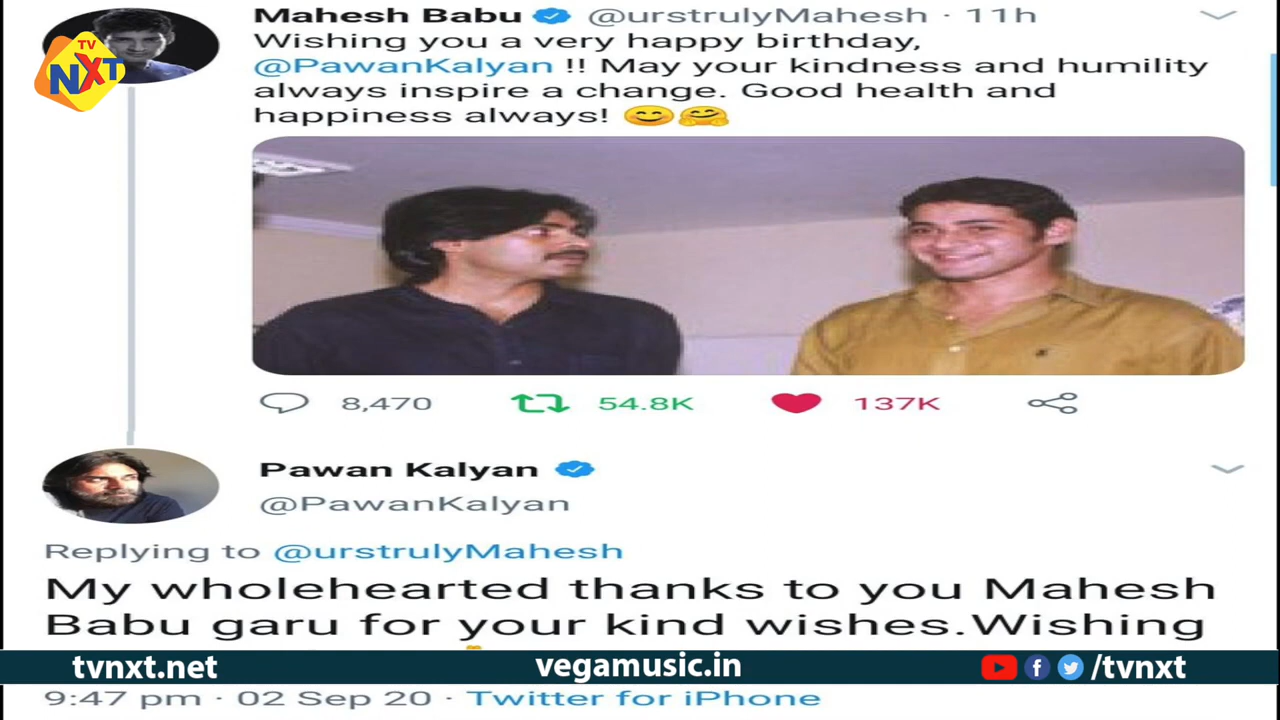 Mahesh Babu @urstrulyMahesh · 11h
Wishing you a very happy birthday,
@PawanKalyan !! May your kindness and humility
always inspire a change. Good health and
happiness always! 😊🤗
TV
NXT
8,470 54.8K 137K
Pawan Kalyan
@PawanKalyan
Replying to @urstrulyMahesh
My wholehearted thanks to you Mahesh
Babu garu for your kind wishes.Wishing
tvnxt.net vegamusic.in /tvnxt
9:47 pm · 02 Sep 20 · Twitter for iPhone